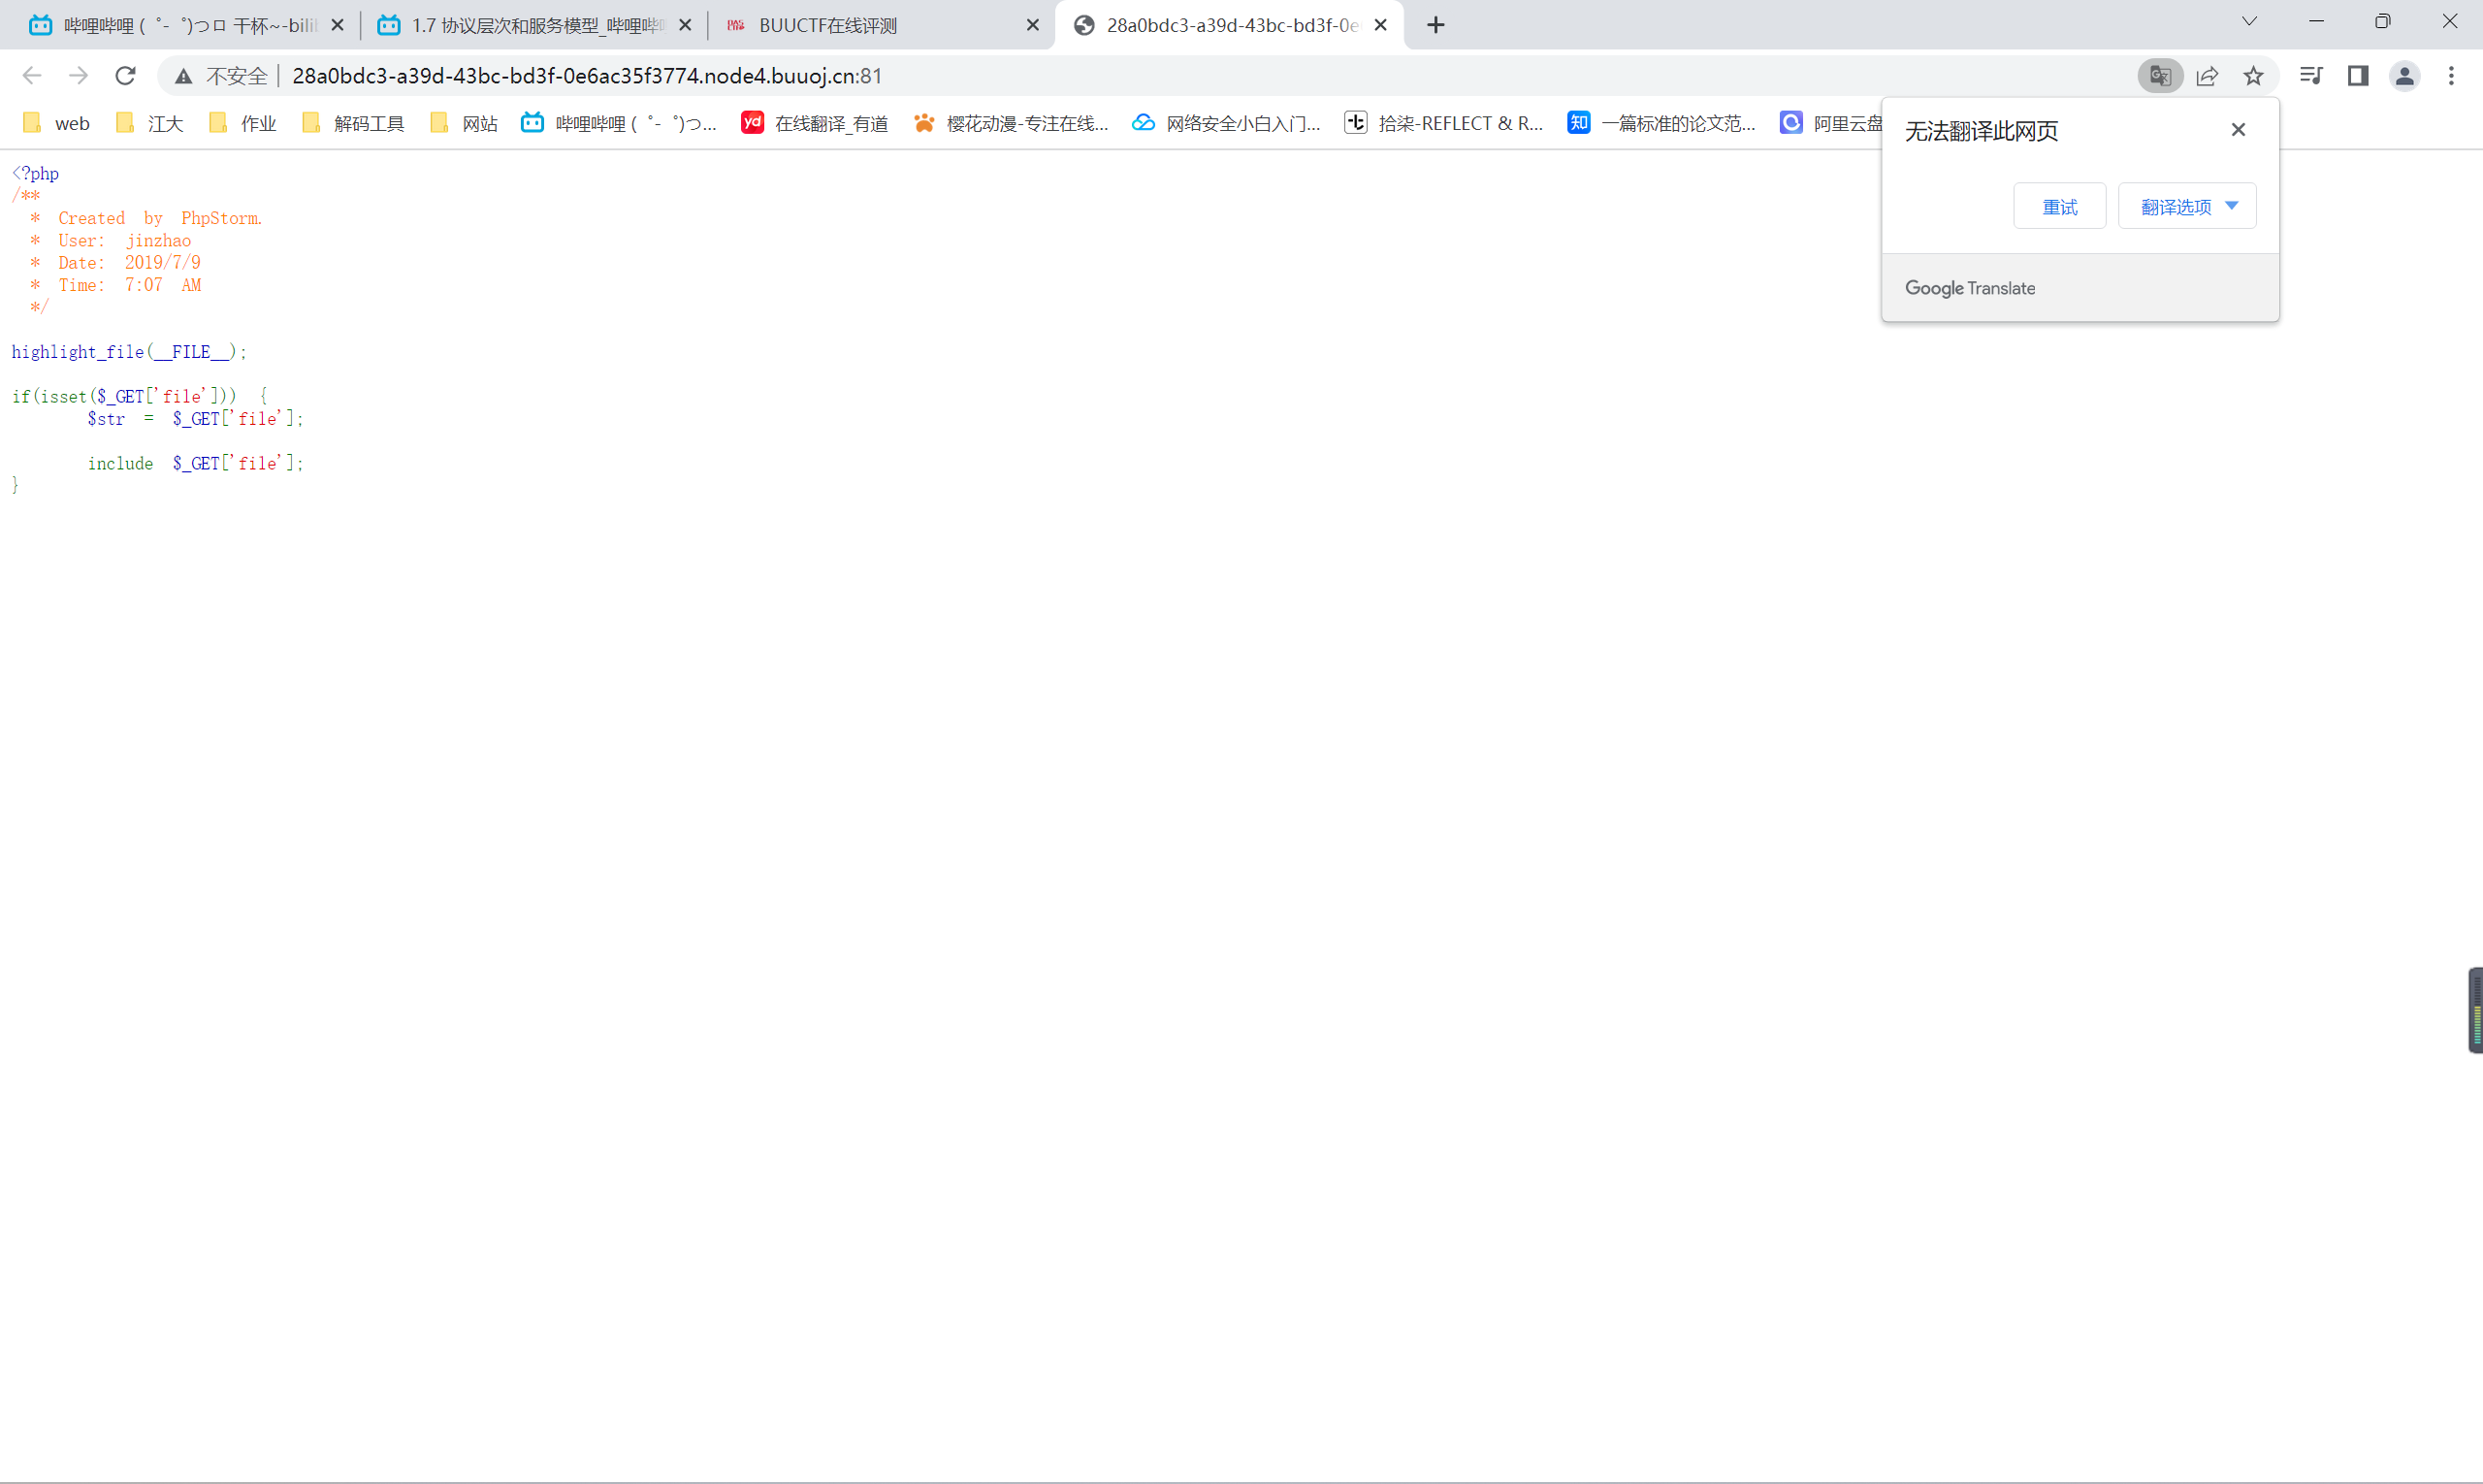 哔哩哔哩 (゜-゜)つロ 干杯~-bili
1.7 协议层次和服务模型_哔哩哔
BUUCTF在线评测
28a0bdc3-a39d-43bc-bd3f-0e
不安全 28a0bdc3-a39d-43bc-bd3f-0e6ac35f3774.node4.buuoj.cn:81
web 江大 作业 解码工具 网站 哔哩哔哩 (゜-゜)つ... yd 在线翻译_有道 樱花动漫-专注在线... 网络安全小白入门... 拾柒-REFLECT & R... 知 一篇标准的论文范... 阿里云盘
无法翻译此网页
重试 翻译选项
Google Translate
<?php
/**
* Created by PhpStorm.
* User: jinzhao
* Date: 2019/7/9
* Time: 7:07 AM
*/
highlight_file(__FILE__);
if(isset($_GET['file'])) {
$str = $_GET['file'];
include $_GET['file'];
}